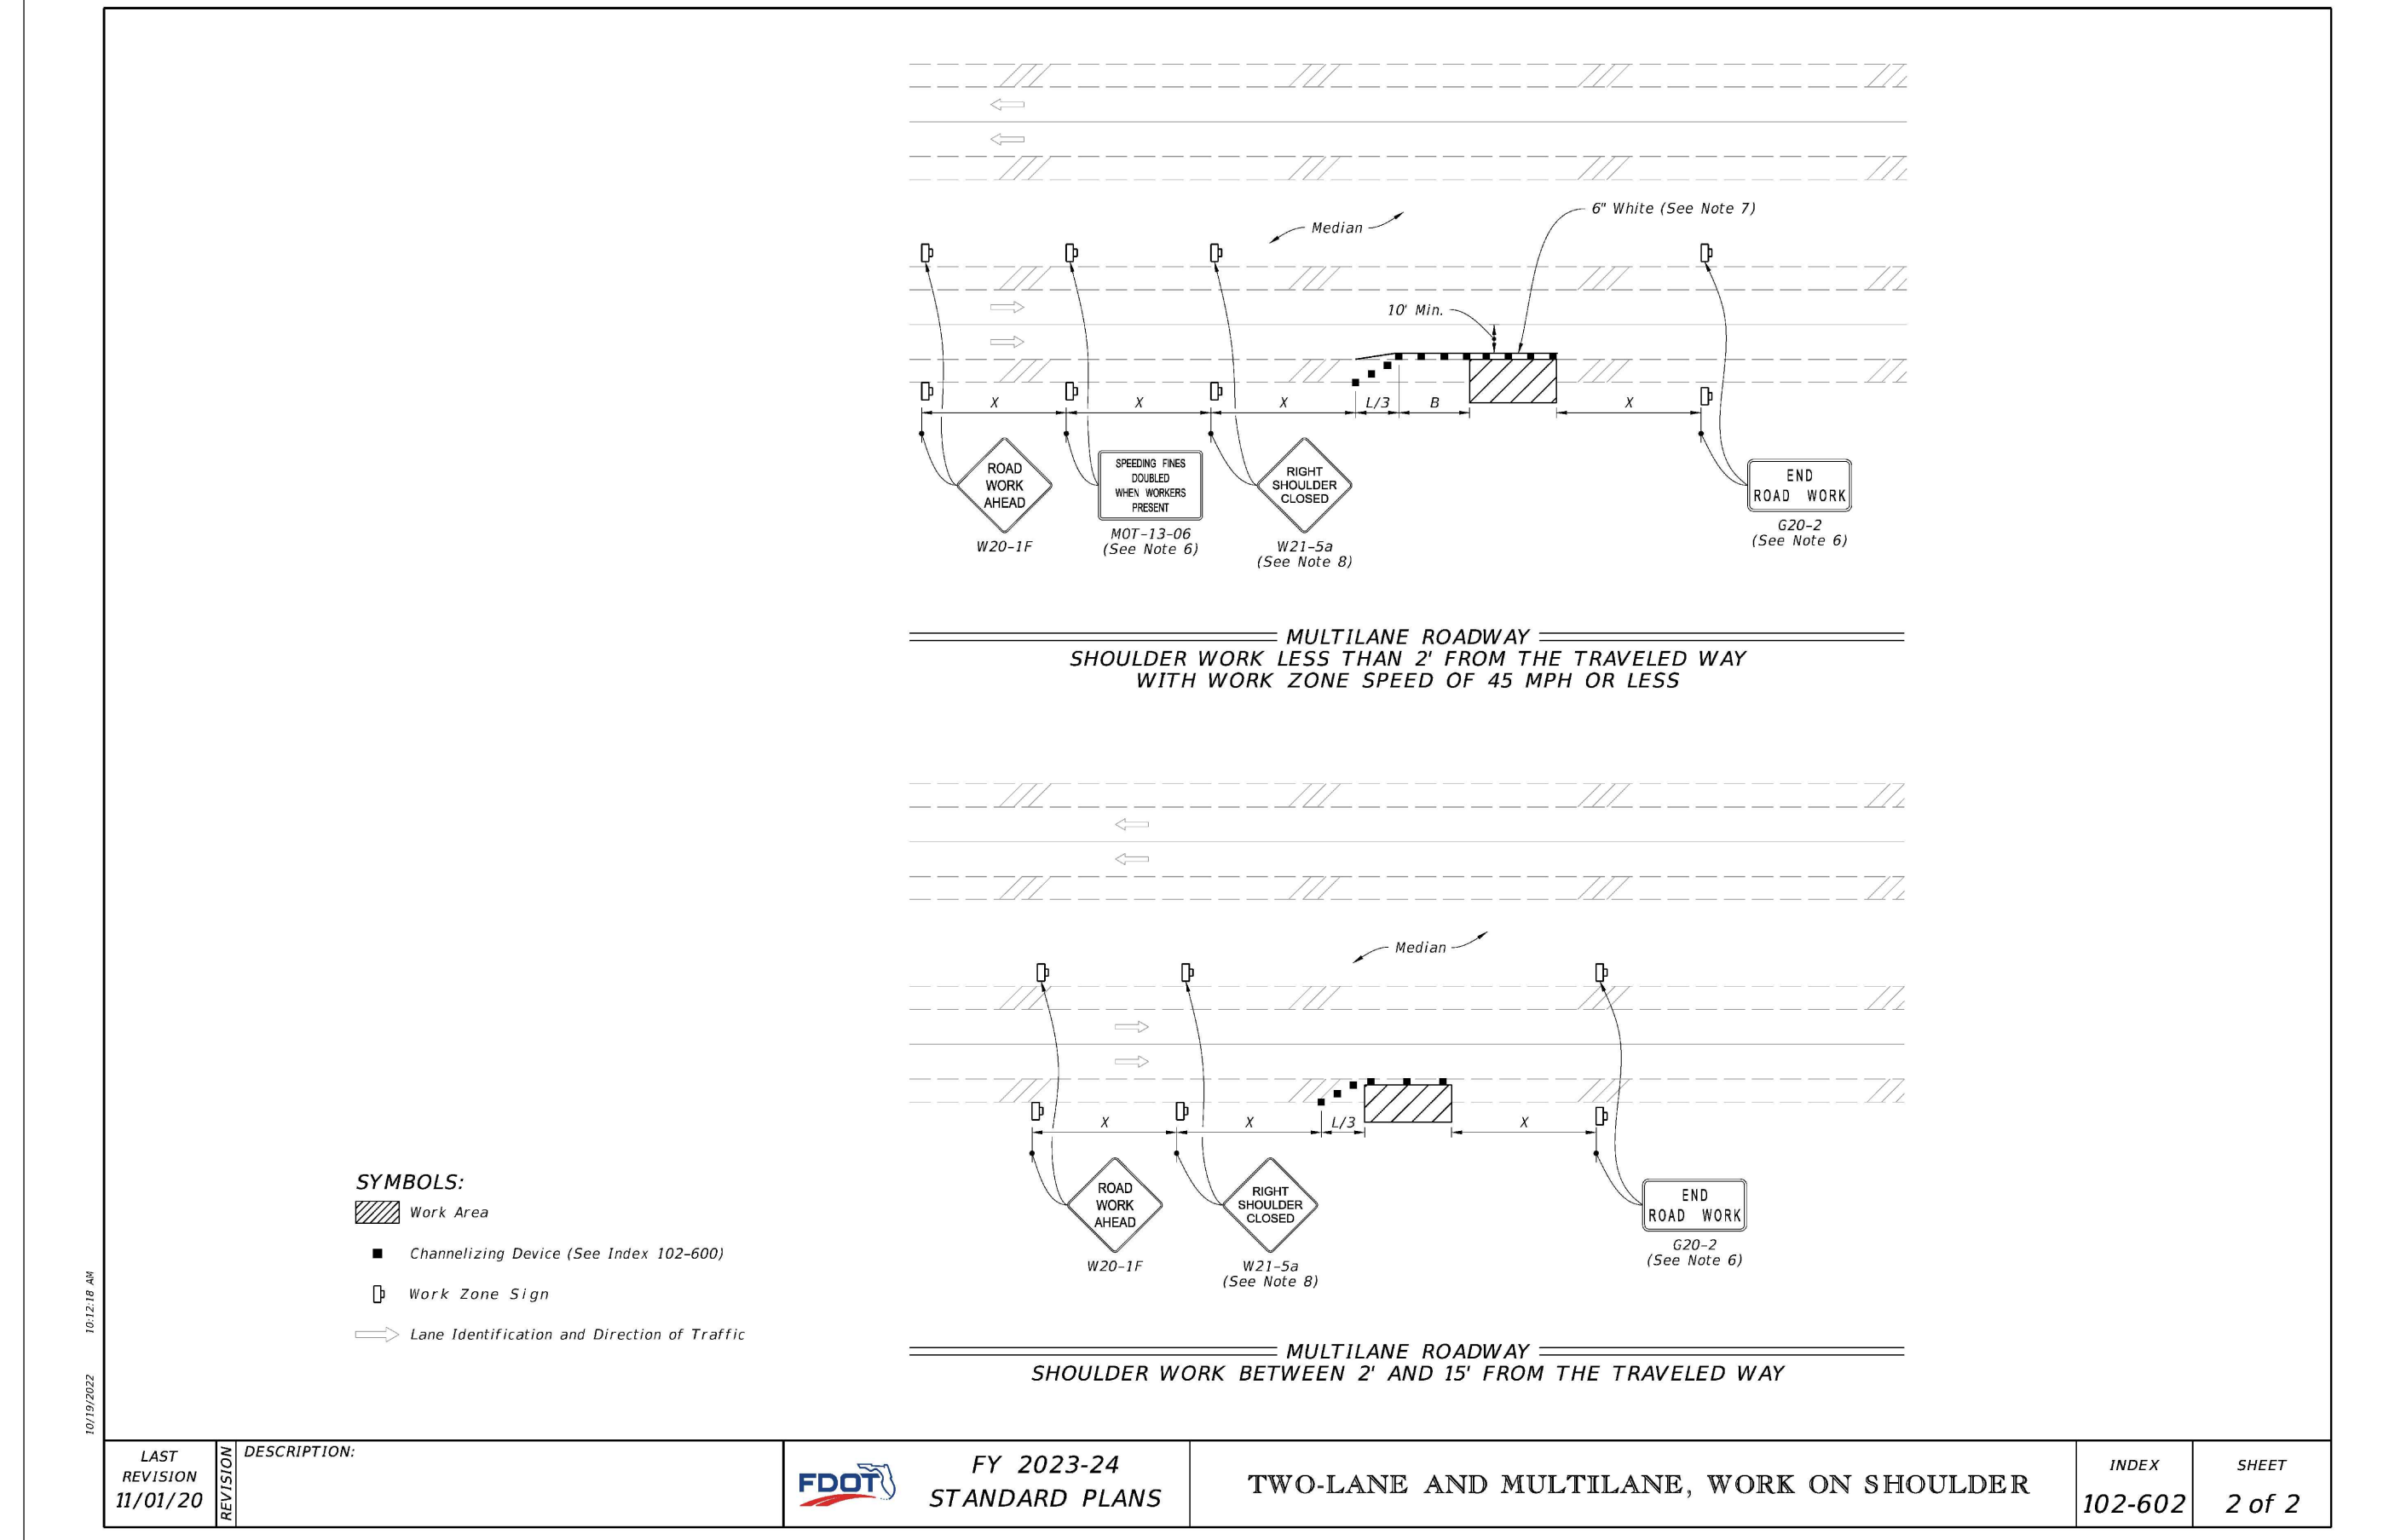 6" White (See Note 7)
Median
10' Min.
X
X
X
L/3
B
X
ROAD
WORK
AHEAD
W20-1F
SPEEDING FINES
DOUBLED
WHEN WORKERS
PRESENT
MOT-13-06
(See Note 6)
RIGHT
SHOULDER
CLOSED
W21-5a
(See Note 8)
END
ROAD WORK
G20-2
(See Note 6)
MULTILANE ROADWAY
SHOULDER WORK LESS THAN 2' FROM THE TRAVELED WAY
WITH WORK ZONE SPEED OF 45 MPH OR LESS
Median
X
X
L/3
X
ROAD
WORK
AHEAD
W20-1F
RIGHT
SHOULDER
CLOSED
W21-5a
(See Note 8)
END
ROAD WORK
G20-2
(See Note 6)
MULTILANE ROADWAY
SHOULDER WORK BETWEEN 2' AND 15' FROM THE TRAVELED WAY
SYMBOLS:
Work Area
Channelizing Device (See Index 102-600)
Work Zone Sign
Lane Identification and Direction of Traffic
10/19/2022 10:12:18 AM
LAST
REVISION
11/01/20
REVISION
DESCRIPTION:
FDOT
FY 2023-24
STANDARD PLANS
TWO-LANE AND MULTILANE, WORK ON SHOULDER
INDEX
102-602
SHEET
2 of 2